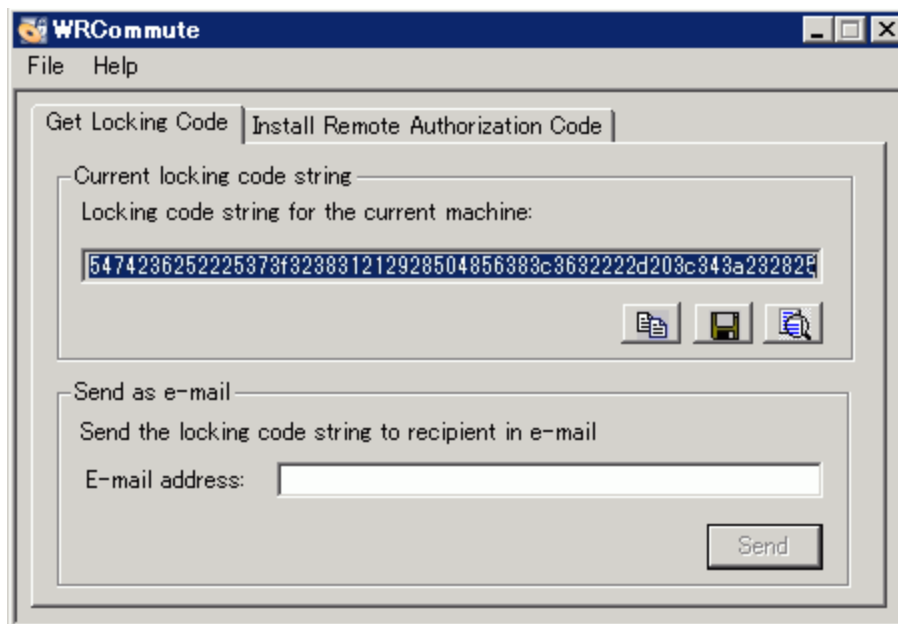 WRCommute
File Help
Get Locking Code Install Remote Authorization Code
Current locking code string
Locking code string for the current machine:
5474236252225373f323831212928504856383c3632222d203c343a232825
Send as e-mail
Send the locking code string to recipient in e-mail
E-mail address:
Send